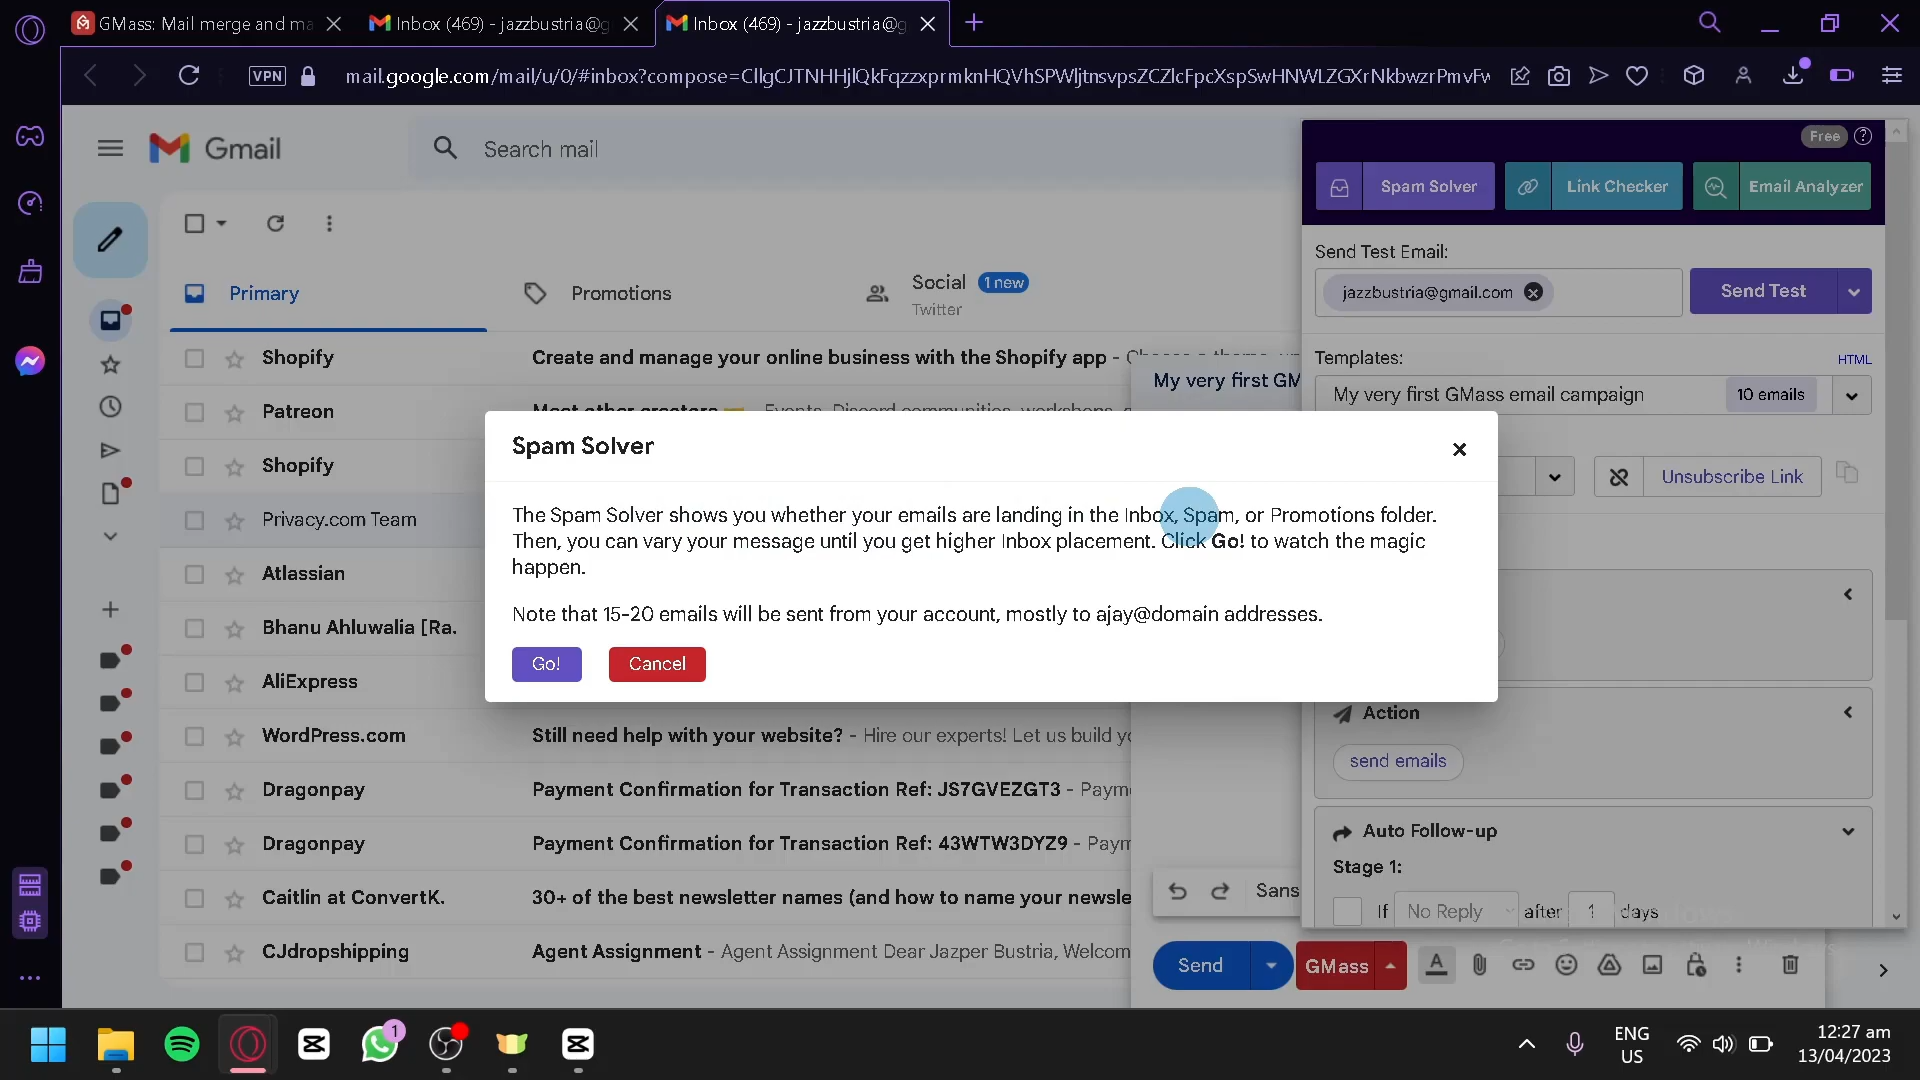 GMass: Mail merge and ma
Inbox (469) - jazzbustria@g
Inbox (469) - jazzbustria@g
VPN
mail.google.com/mail/u/0/#inbox?compose=CllgCJTNHHjlQkFqzzxprmknHQVhSPWljtnsvpsZCZlcFpcXspSwHNWLZGXrNkbwzrPmvFw
Gmail
Search mail
Free
Spam Solver
Link Checker
Email Analyzer
Send Test Email:
jazzbustria@gmail.com
Send Test
Primary
Promotions
Social
1 new
Twitter
Templates:
HTML
My very first GMass email campaign
10 emails
Shopify
Create and manage your online business with the Shopify app -
My very first GM
Patreon
Shopify
Unsubscribe Link
Spam Solver
The Spam Solver shows you whether your emails are landing in the Inbox, Spam, or Promotions folder.
Then, you can vary your message until you get higher Inbox placement. Click Go! to watch the magic
happen.
Note that 15-20 emails will be sent from your account, mostly to ajay@domain addresses.
Go!
Cancel
Privacy.com Team
Atlassian
Bhanu Ahluwalia [Ra.
AliExpress
Action
send emails
WordPress.com
Still need help with your website? - Hire our experts! Let us build yo
Dragonpay
Payment Confirmation for Transaction Ref: JS7GVEZGT3 - Paym
Dragonpay
Payment Confirmation for Transaction Ref: 43WTW3DYZ9 - Paym
Auto Follow-up
Stage 1:
If No Reply after 1 days
Caitlin at ConvertK.
30+ of the best newsletter names (and how to name your newsle
Sans
CJdropshipping
Agent Assignment - Agent Assignment Dear Jazper Bustria, Welcom
Send
GMass
1
ENG
US
12:27 am
13/04/2023